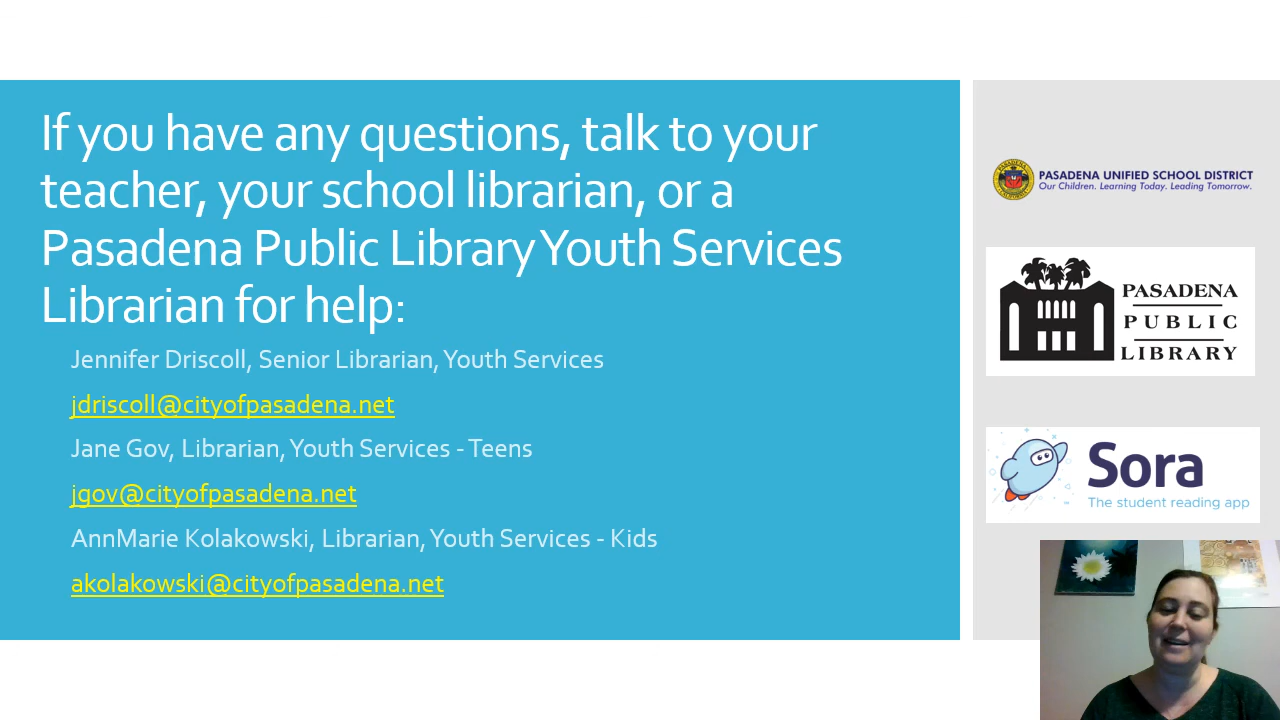 If you have any questions, talk to your
teacher, your school librarian, or a
Pasadena Public Library Youth Services
Librarian for help:
Jennifer Driscoll, Senior Librarian, Youth Services
jdriscoll@cityofpasadena.net
Jane Gov, Librarian, Youth Services - Teens
jgov@cityofpasadena.net
AnnMarie Kolakowski, Librarian, Youth Services - Kids
akolakowski@cityofpasadena.net
PASADENA UNIFIED SCHOOL DISTRICT
Our Children. Learning Today. Leading Tomorrow.
PASADENA
PUBLIC
LIBRARY
Sora
The student reading app